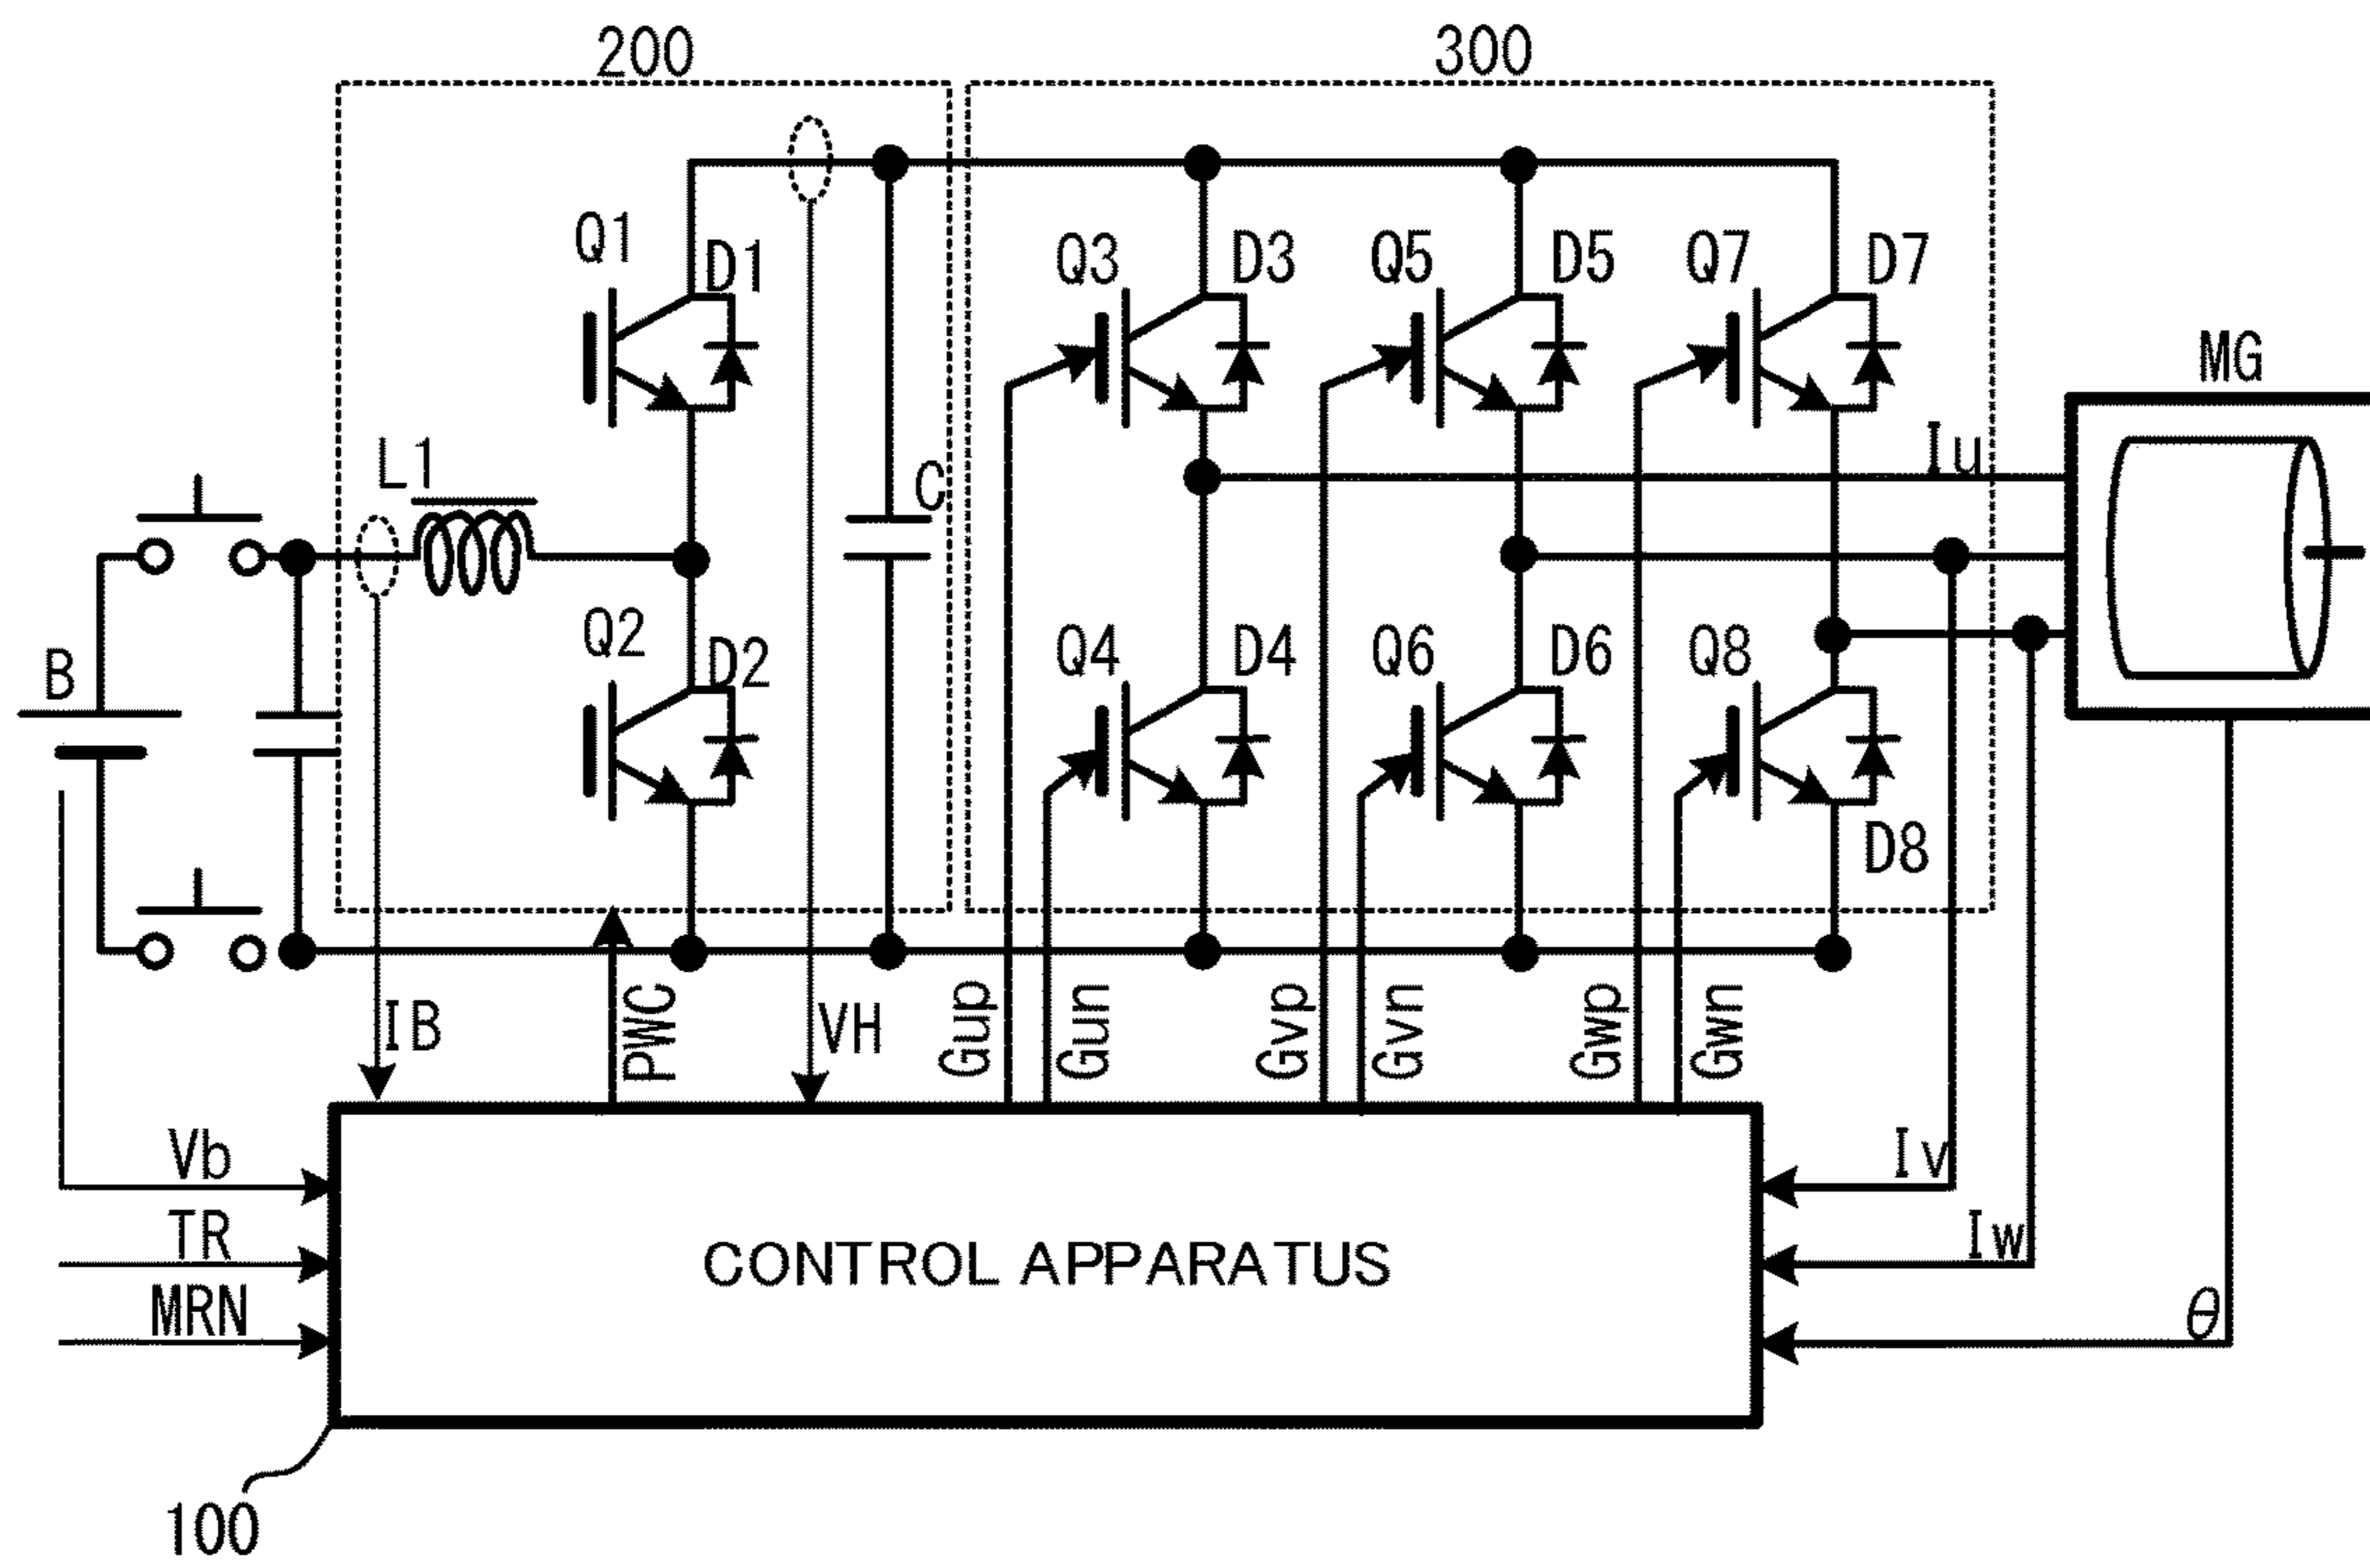 200
300
Q1
D1
Q3
D3
Q5
D5
Q7
D7
MG
L1
C
Iu
B
Q2
D2
Q4
D4
Q6
D6
Q8
D8
IB
PWC
VH
Gup
Gun
Gvp
Gvn
Gwp
Gwn
Vb
Iv
TR
Iw
CONTROL APPARATUS
MRN
θ
100